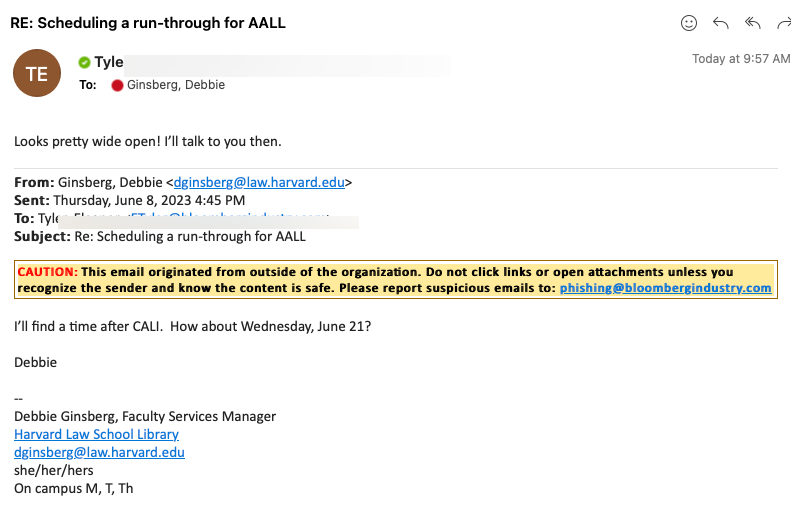 RE: Scheduling a run-through for AALL
TE
Tyle
Today at 9:57 AM
To: Ginsberg, Debbie
Looks pretty wide open! I’ll talk to you then.
From: Ginsberg, Debbie <dginsberg@law.harvard.edu>
Sent: Thursday, June 8, 2023 4:45 PM
To: Tyle
Subject: Re: Scheduling a run-through for AALL
CAUTION: This email originated from outside of the organization. Do not click links or open attachments unless you
recognize the sender and know the content is safe. Please report suspicious emails to: phishing@bloombergindustry.com
I’ll find a time after CALI.  How about Wednesday, June 21?
Debbie
--
Debbie Ginsberg, Faculty Services Manager
Harvard Law School Library
dginsberg@law.harvard.edu
she/her/hers
On campus M, T, Th